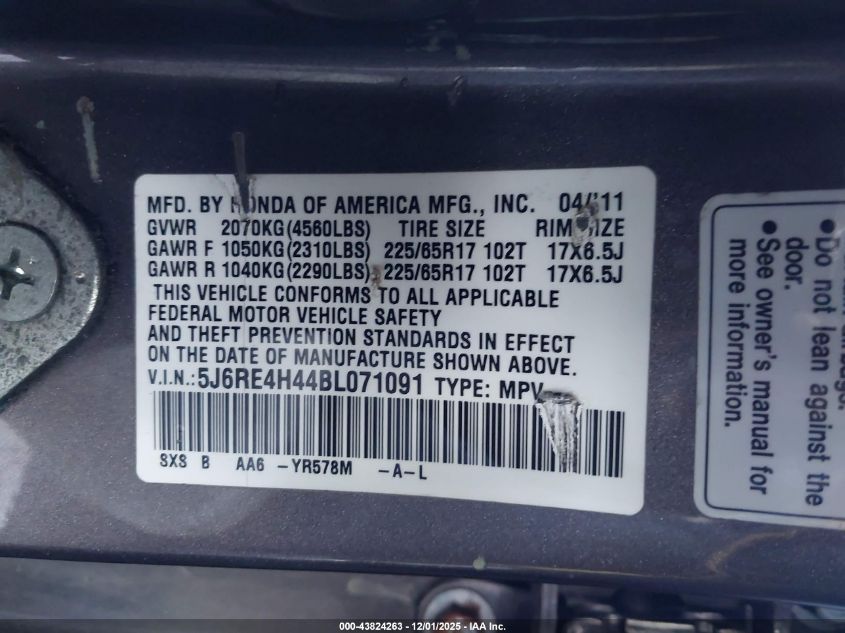 MFD. BY HONDA OF AMERICA MFG., INC. 04/'11
GVWR 2070KG(4560LBS) TIRE SIZE RIM SIZE
GAWR F 1050KG(2310LBS) 225/65R17 102T 17X6.5J
GAWR R 1040KG(2290LBS) 225/65R17 102T 17X6.5J
THIS VEHICLE CONFORMS TO ALL APPLICABLE
FEDERAL MOTOR VEHICLE SAFETY
AND THEFT PREVENTION STANDARDS IN EFFECT
ON THE DATE OF MANUFACTURE SHOWN ABOVE.
V.I.N.: 5J6RE4H44BL071091 TYPE: MPV
SXS B AA6 -YR578M -A-L
● Do not lean against the
door.
● See owner's manual for
more information.
000-43824263 - 12/01/2025 - © IAA Inc.